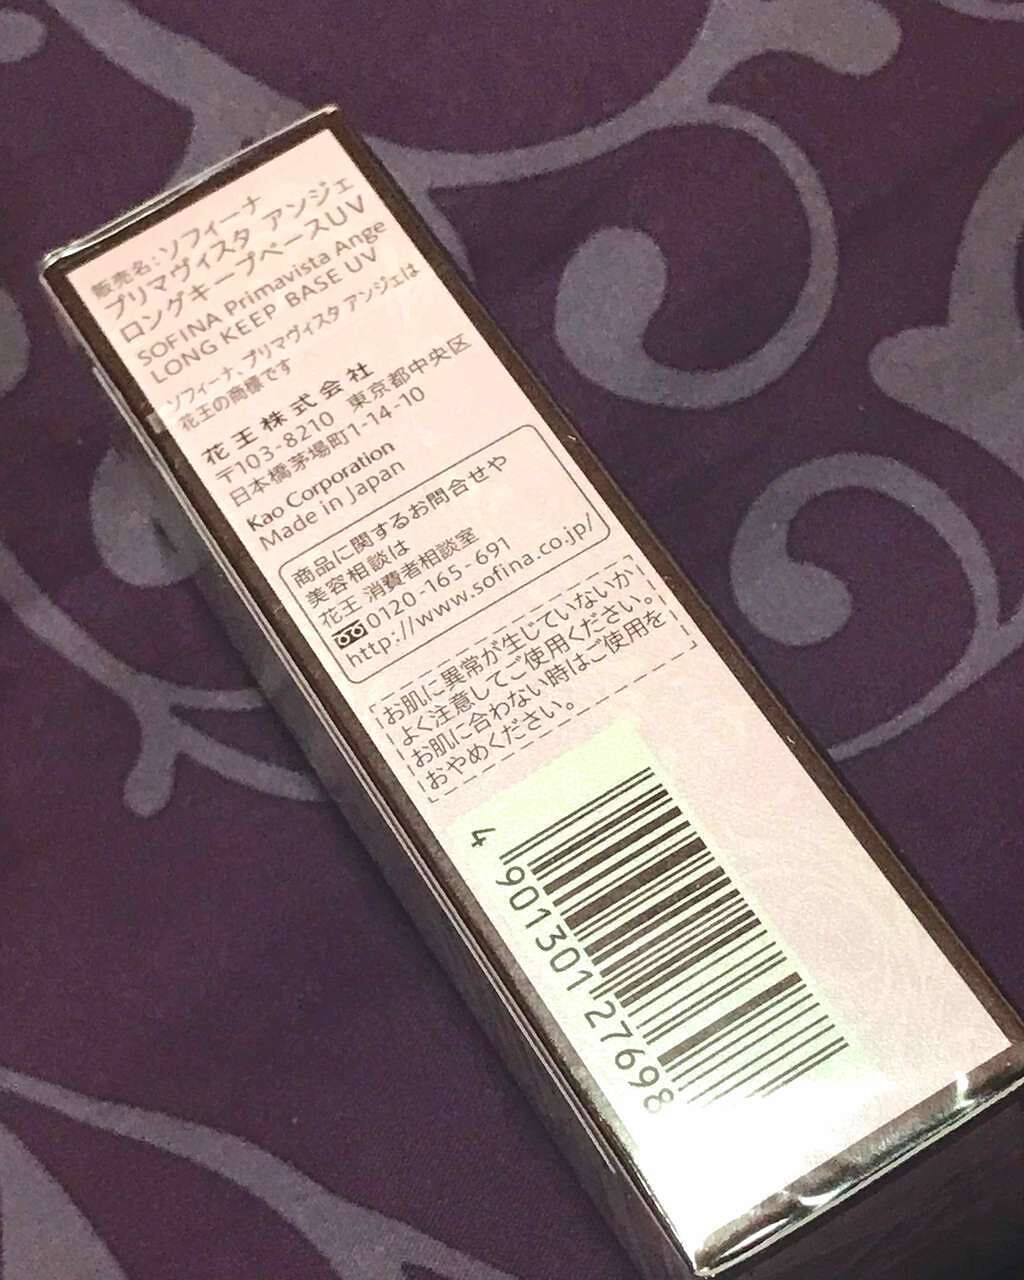 販売名:ソフィーナ
プリマヴィスタ アンジェ
ロングキープベースUV
SOFINA Primavista Ange
LONG KEEP BASE UV
ソフィーナ、プリマヴィスタ アンジェは
花王の商標です
花王株式会社
〒103-8210 東京都中央区
日本橋茅場町1-14-10
Kao Corporation
Made in Japan
商品に関するお問合せや
美容相談は
花王 消費者相談室
0120-165-691
http://www.sofina.co.jp/
お肌に異常が生じていないか
よく注意してご使用ください。
お肌に合わない時はご使用を
おやめください。
4 901301 276988